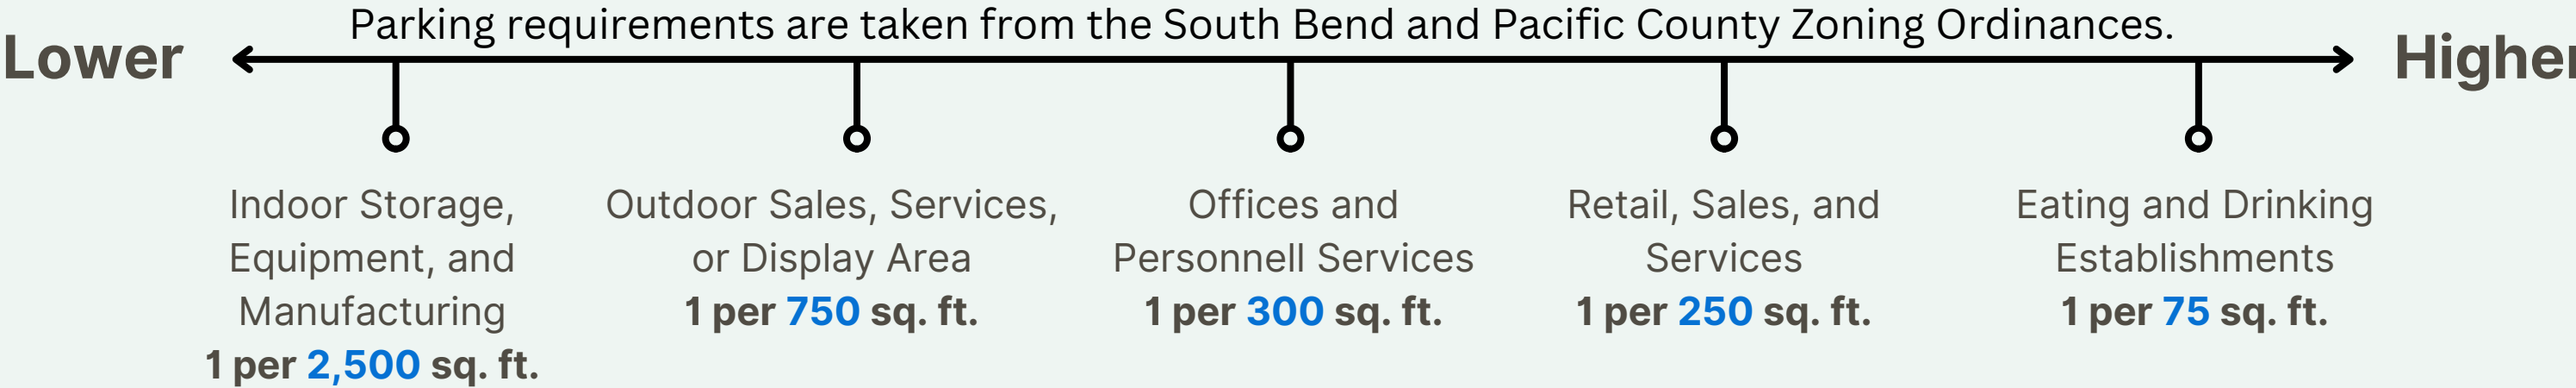 Parking requirements are taken from the South Bend and Pacific County Zoning Ordinances.
Lower
Higher
Indoor Storage,
Equipment, and
Manufacturing
1 per 2,500 sq. ft.
Outdoor Sales, Services,
or Display Area
1 per 750 sq. ft.
Offices and
Personnell Services
1 per 300 sq. ft.
Retail, Sales, and
Services
1 per 250 sq. ft.
Eating and Drinking
Establishments
1 per 75 sq. ft.